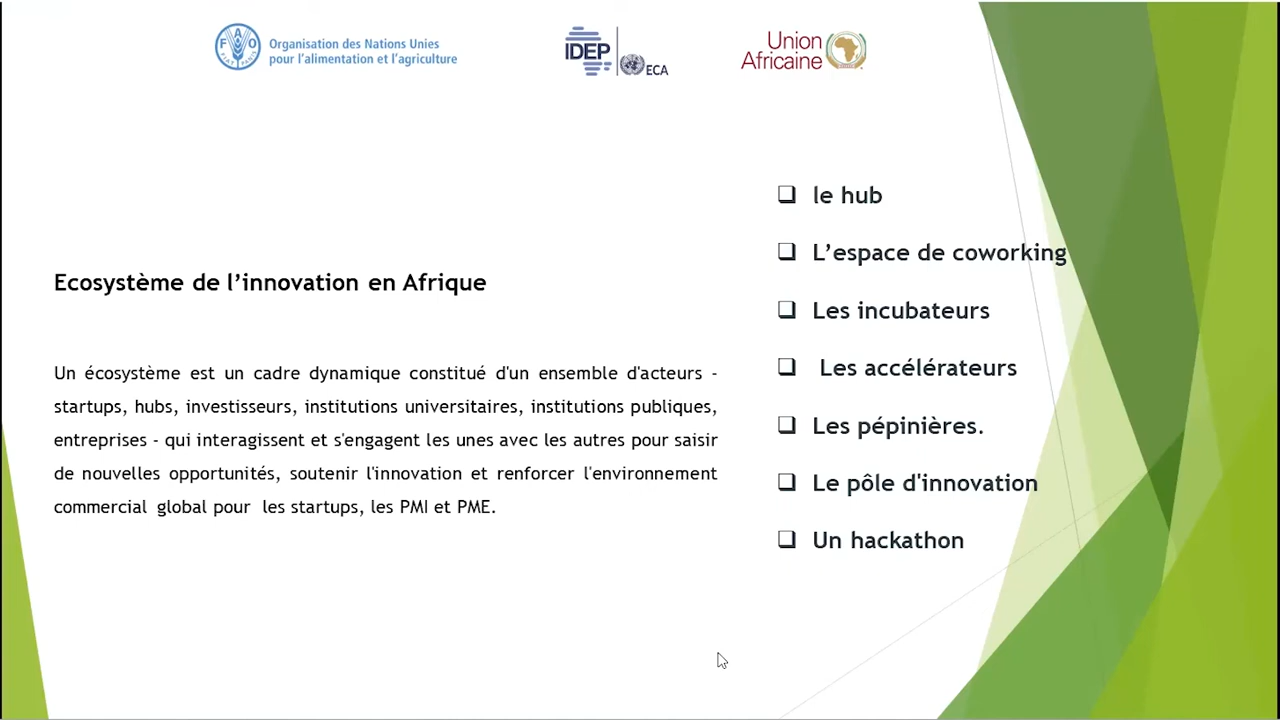 FAO
FIAT PANIS
Organisation des Nations Unies
pour l'alimentation et l'agriculture
IDEP
ECA
Union
Africaine
le hub
L’espace de coworking
Ecosystème de l’innovation en Afrique
Les incubateurs
Les accélérateurs
Les pépinières.
Le pôle d'innovation
Un hackathon
Un écosystème est un cadre dynamique constitué d'un ensemble d'acteurs -
startups, hubs, investisseurs, institutions universitaires, institutions publiques,
entreprises - qui interagissent et s'engagent les unes avec les autres pour saisir
de nouvelles opportunités, soutenir l'innovation et renforcer l'environnement
commercial global pour les startups, les PMI et PME.